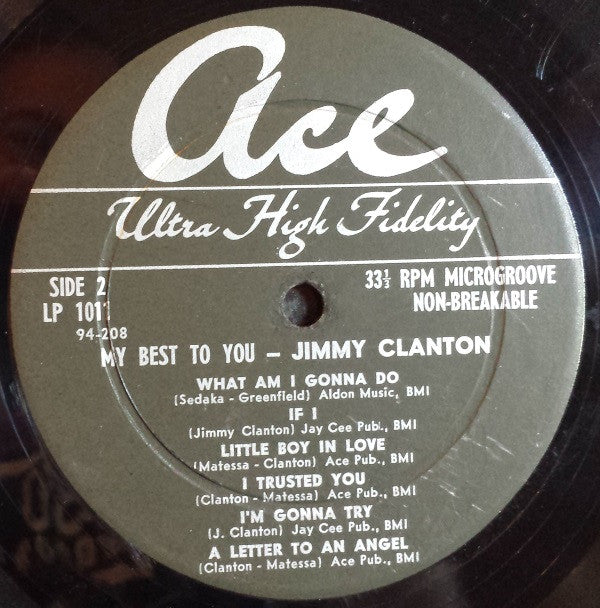 Ace
Ultra High Fidelity
SIDE 2
LP 1011
94-208
33⅓ RPM MICROGROOVE
NON-BREAKABLE
MY BEST TO YOU – JIMMY CLANTON
WHAT AM I GONNA DO
(Sedaka - Greenfield) Aldon Music, BMI
IF I
(Jimmy Clanton) Jay Cee Pub., BMI
LITTLE BOY IN LOVE
(Matessa - Clanton) Ace Pub., BMI
I TRUSTED YOU
(Clanton - Matessa) Ace Pub., BMI
I'M GONNA TRY
(J. Clanton) Jay Cee Pub., BMI
A LETTER TO AN ANGEL
(Clanton - Matessa) Ace Pub., BMI